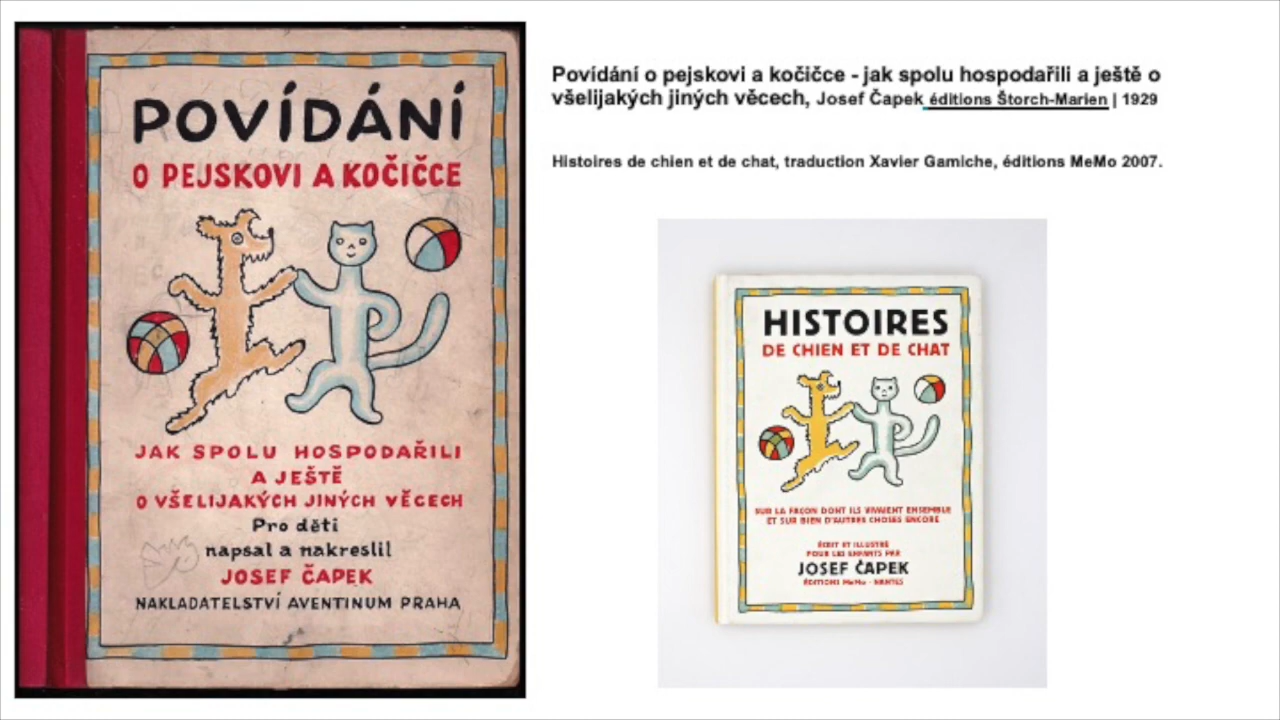 POVÍDÁNÍ
O PEJSKOVI A KOČIČCE
JAK SPOLU HOSPODAŘILI
A JEŠTĚ
O VŠELIJAKÝCH JINÝCH VĚCECH
Pro děti
napsal a nakreslil
JOSEF ČAPEK
NAKLADATELSTVÍ AVENTINUM PRAHA
Povídání o pejskovi a kočičce - jak spolu hospodařili a ještě o
všelijakých jiných věcech, Josef Čapek éditions Štorch-Marien | 1929
Histoires de chien et de chat, traduction Xavier Gamiche, éditions MeMo 2007.
HISTOIRES
DE CHIEN ET DE CHAT
SUR LA FAÇON DONT ILS VIVAIENT ENSEMBLE
ET SUR BIEN D'AUTRES CHOSES ENCORE
ÉCRIT ET ILLUSTRÉ
POUR LES ENFANTS PAR
JOSEF ČAPEK
ÉDITIONS MeMo - NANTES